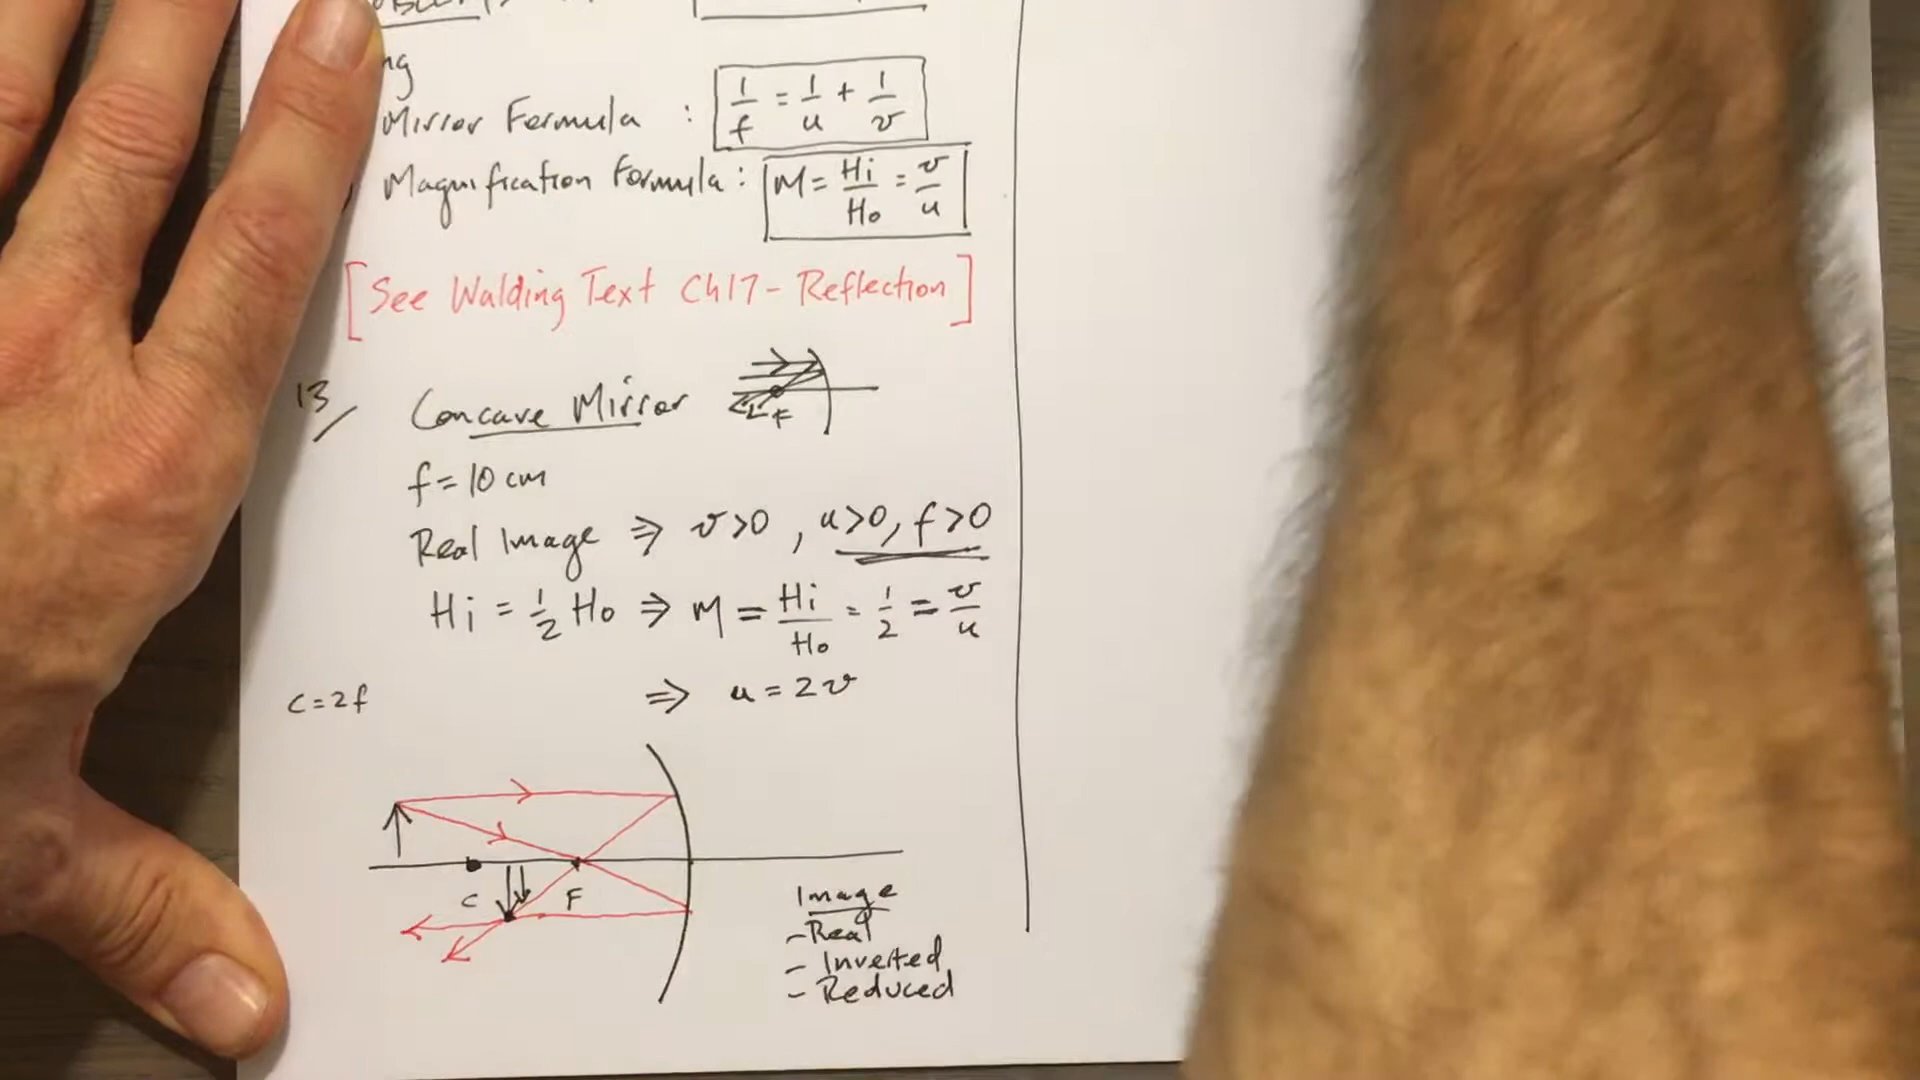 Mirror Formula : 1/f = 1/u + 1/v
Magnification Formula : M = Hi/Ho = v/u
[See Walding Text Ch17 - Reflection]
13/ Concave Mirror
F
f = 10 cm
Real Image ⇒ v>0 , u>0, f>0
Hi = 1/2 Ho ⇒ M = Hi/Ho = 1/2 = v/u
c = 2f ⇒ u = 2v
C F
Image
- Real
- Inverted
- Reduced